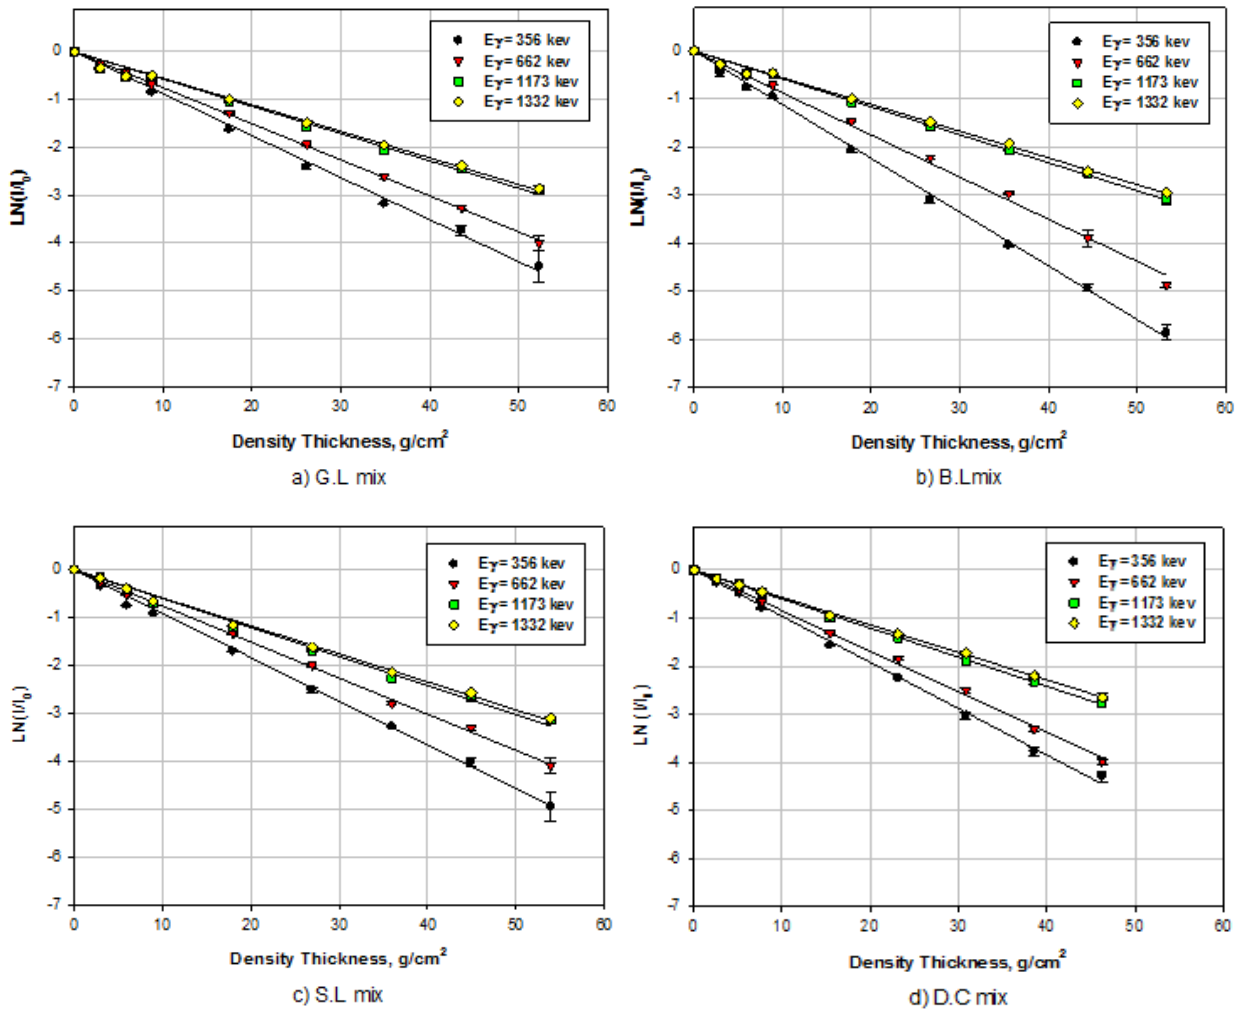 Eγ= 356 kev
Eγ= 662 kev
Eγ= 1173 kev
Eγ= 1332 kev
0
-1
-2
-3
-4
-5
-6
-7
LN(I/I0)
0 10 20 30 40 50 60
Density Thickness, g/cm2
a) G.L mix
Eγ= 356 kev
Eγ= 662 kev
Eγ= 1173 kev
Eγ= 1332 kev
0
-1
-2
-3
-4
-5
-6
-7
LN(I/I0)
0 10 20 30 40 50 60
Density Thickness, g/cm2
b) B.Lmix
Eγ= 356 kev
Eγ= 662 kev
Eγ= 1173 kev
Eγ= 1332 kev
0
-1
-2
-3
-4
-5
-6
-7
LN(I/I0)
0 10 20 30 40 50 60
Density Thickness, g/cm2
c) S.L mix
Eγ= 356 kev
Eγ= 662 kev
Eγ= 1173 kev
Eγ= 1332 kev
0
-1
-2
-3
-4
-5
-6
-7
LN ( I/I0)
0 10 20 30 40 50 60
Density Thickness, g/cm2
d) D.C mix